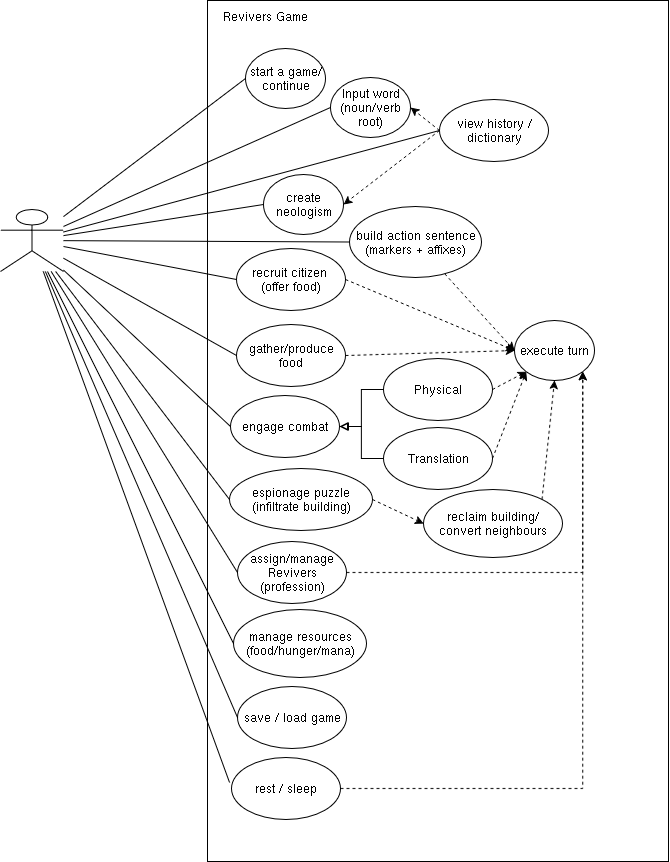 Revivers Game
start a game/
continue
Input word
(noun/verb
root)
view history /
dictionary
create
neologism
build action sentence
(markers + affixes)
recruit citizen
(offer food)
execute turn
gather/produce
food
Physical
engage combat
Translation
espionage puzzle
(infiltrate building)
reclaim building/
convert neighbours
assign/manage
Revivers
(profession)
manage resources
(food/hunger/mana)
save / load game
rest / sleep